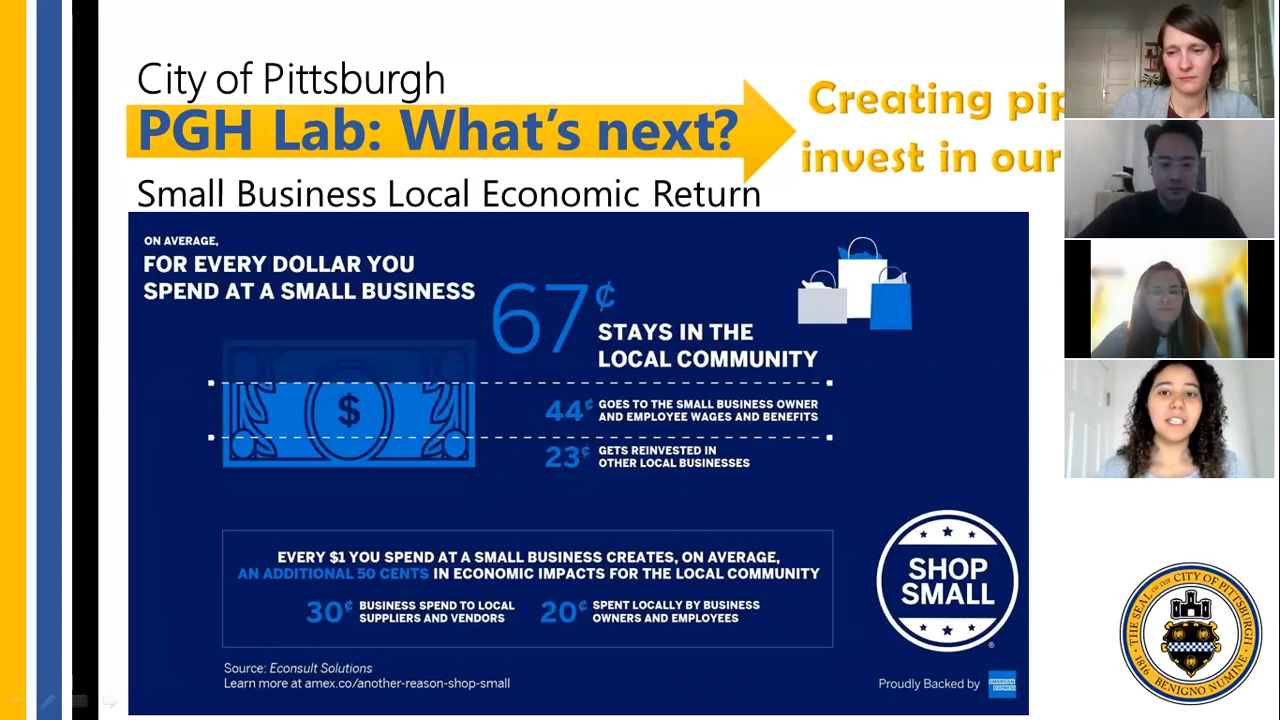 City of Pittsburgh
PGH Lab: What's next?
Creating pip
invest in our
Small Business Local Economic Return
ON AVERAGE,
FOR EVERY DOLLAR YOU
SPEND AT A SMALL BUSINESS
67¢
STAYS IN THE
LOCAL COMMUNITY
$
44¢ GOES TO THE SMALL BUSINESS OWNER
AND EMPLOYEE WAGES AND BENEFITS
23¢ GETS REINVESTED IN
OTHER LOCAL BUSINESSES
EVERY $1 YOU SPEND AT A SMALL BUSINESS CREATES, ON AVERAGE,
AN ADDITIONAL 50 CENTS IN ECONOMIC IMPACTS FOR THE LOCAL COMMUNITY
30¢ BUSINESS SPEND TO LOCAL
SUPPLIERS AND VENDORS
20¢ SPENT LOCALLY BY BUSINESS
OWNERS AND EMPLOYEES
SHOP
SMALL
®
Source: Econsult Solutions
Learn more at amex.co/another-reason-shop-small
Proudly Backed by
AMERICAN
EXPRESS
THE SEAL OF THE CITY OF PITTSBURGH
1816
BENIGNO NUMINE